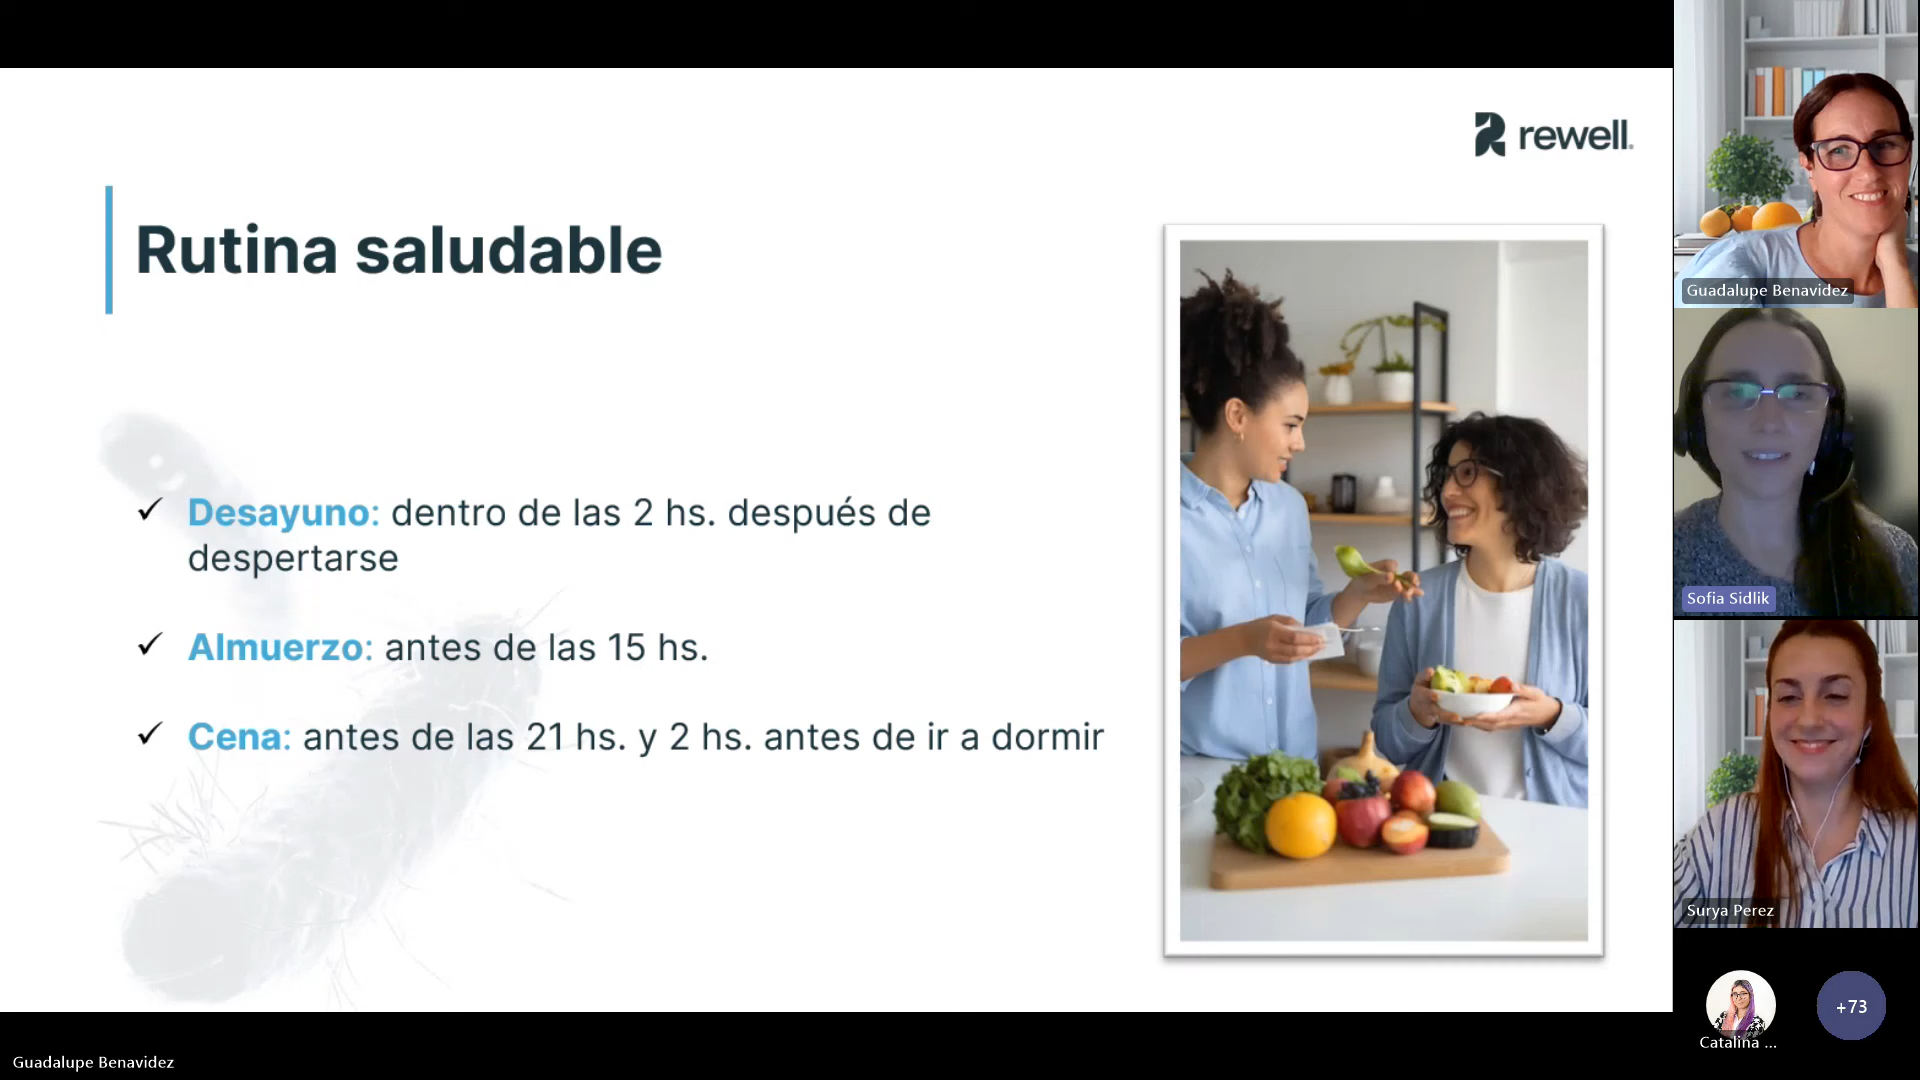 rewell.
Rutina saludable
✓ Desayuno: dentro de las 2 hs. después de
despertarse
✓ Almuerzo: antes de las 15 hs.
✓ Cena: antes de las 21 hs. y 2 hs. antes de ir a dormir
Guadalupe Benavidez
Sofia Sidlik
Surya Perez
Catalina ...
+73
Guadalupe Benavidez